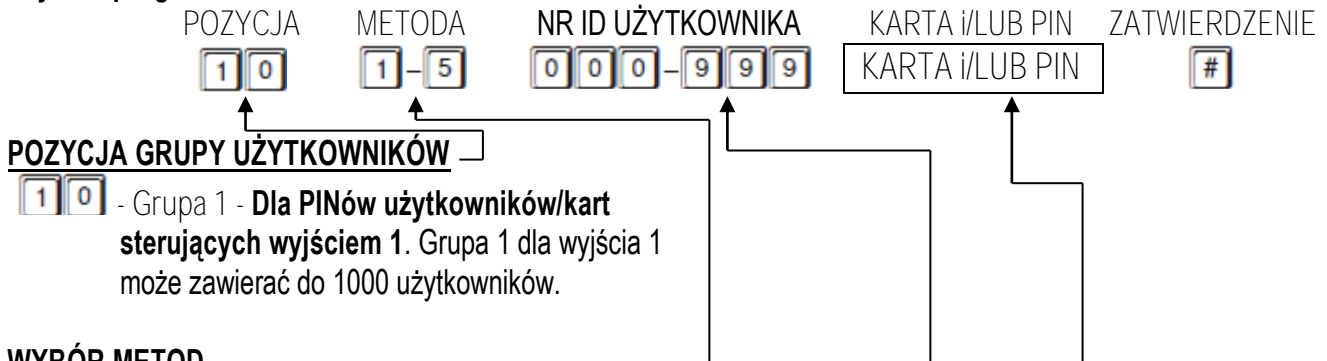 POZYCJA METODA NR ID UŻYTKOWNIKA KARTA i/LUB PIN ZATWIERDZENIE
1 0 1 – 5 0 0 0 – 9 9 9 KARTA i/LUB PIN #
POZYCJA GRUPY UŻYTKOWNIKÓW
1 0 - Grupa 1 - Dla PINów użytkowników/kart
sterujących wyjściem 1. Grupa 1 dla wyjścia 1
może zawierać do 1000 użytkowników.
WYBÓR METOD